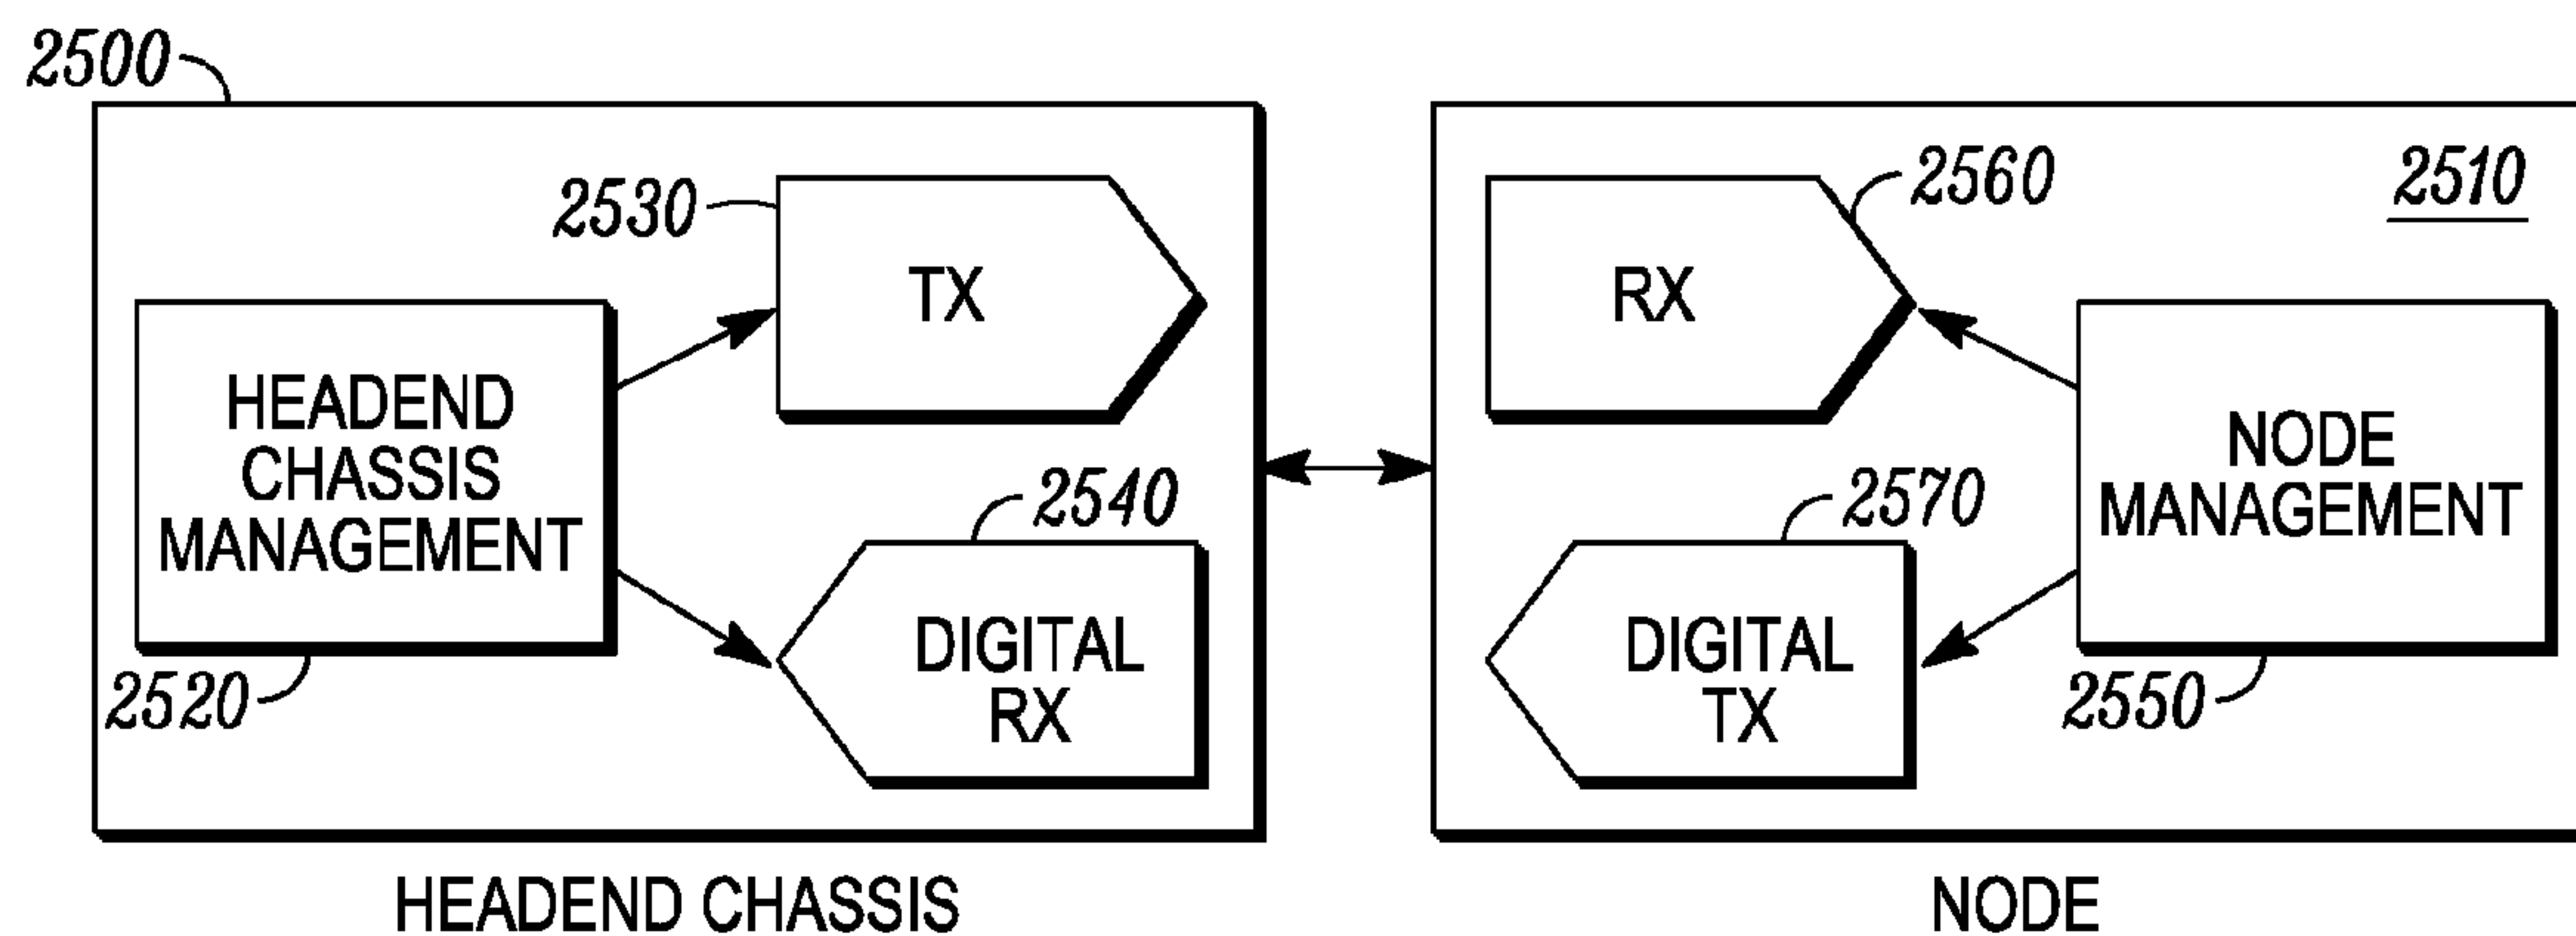 2500
2530
TX
HEADEND
CHASSIS
MANAGEMENT
2520
2540
DIGITAL
RX
HEADEND CHASSIS
2560
2510
RX
2570
DIGITAL
TX
NODE
MANAGEMENT
2550
NODE